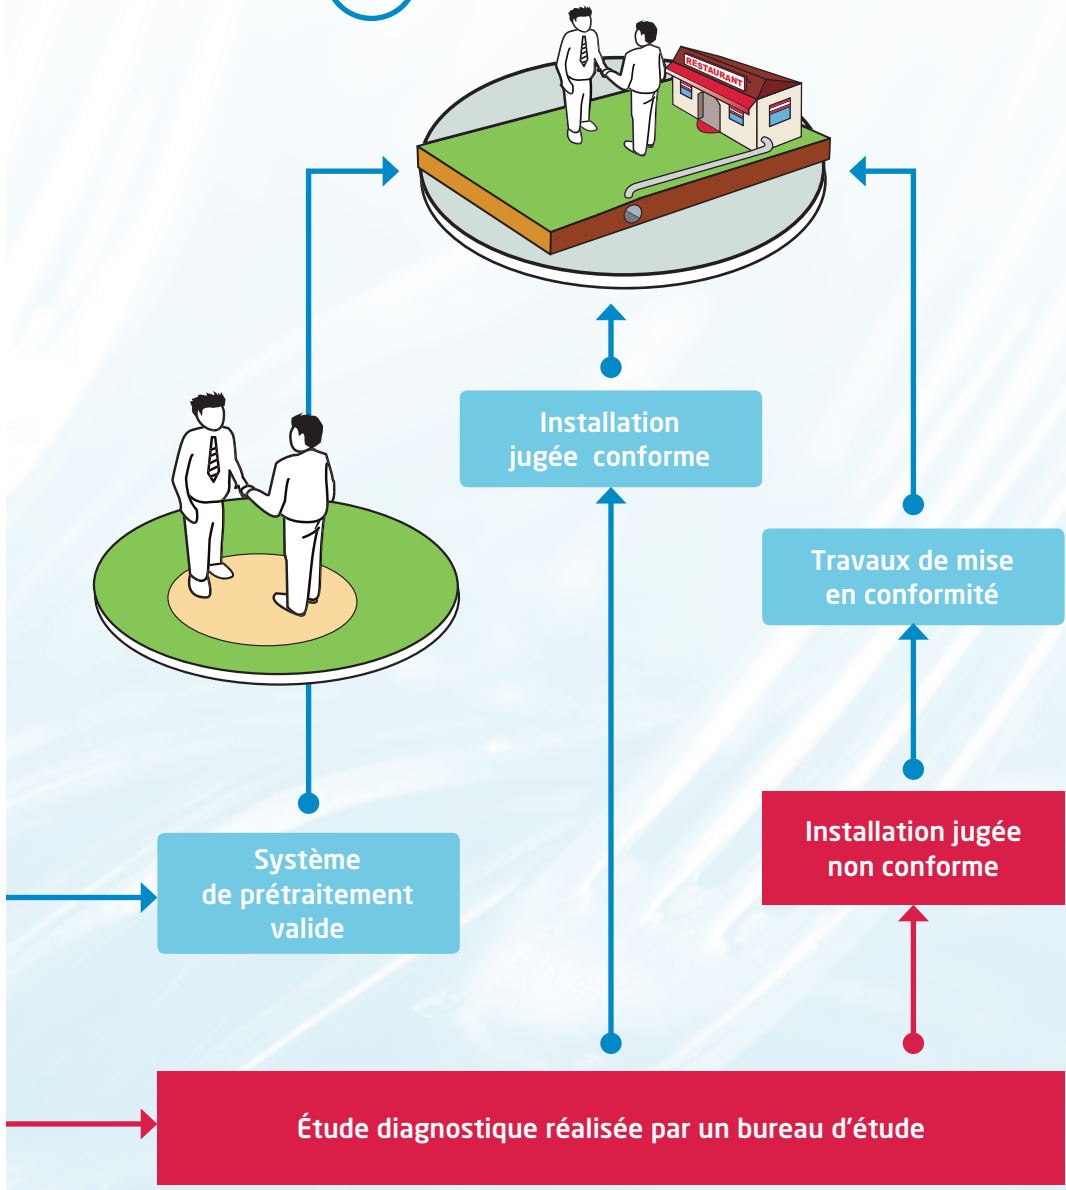 RESTAURANT
Installation
jugée conforme
Travaux de mise
en conformité
Installation jugée
non conforme
Système
de prétraitement
valide
Étude diagnostique réalisée par un bureau d'étude